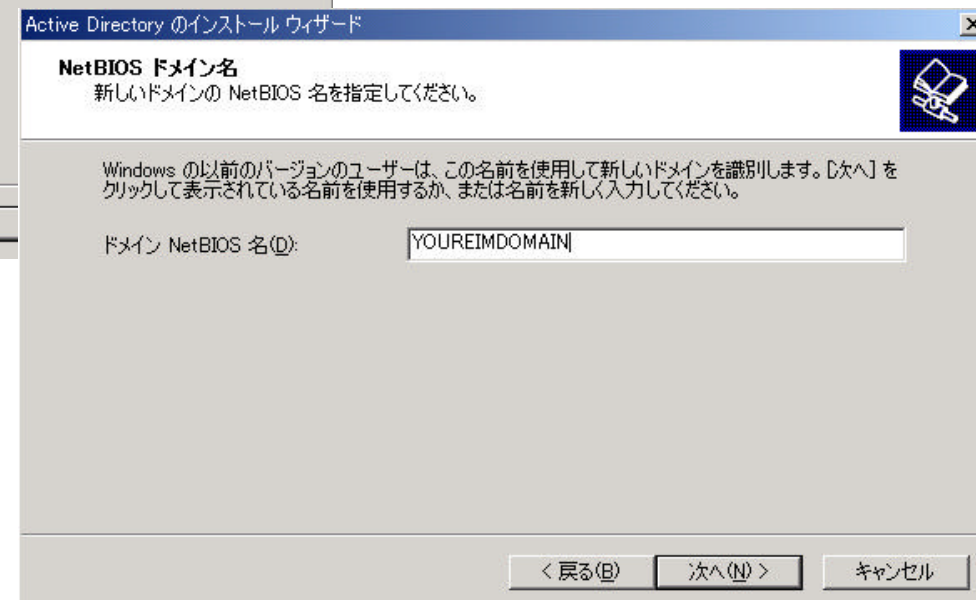 Active Directory のインストール ウィザード
NetBIOS ドメイン名
新しいドメインの NetBIOS 名を指定してください。
Windows の以前のバージョンのユーザーは、この名前を使用して新しいドメインを識別します。[次へ] を
クリックして表示されている名前を使用するか、または名前を新しく入力してください。
ドメイン NetBIOS 名(D): YOUREIMDOMAIN
< 戻る(B) 次へ(N) > キャンセル